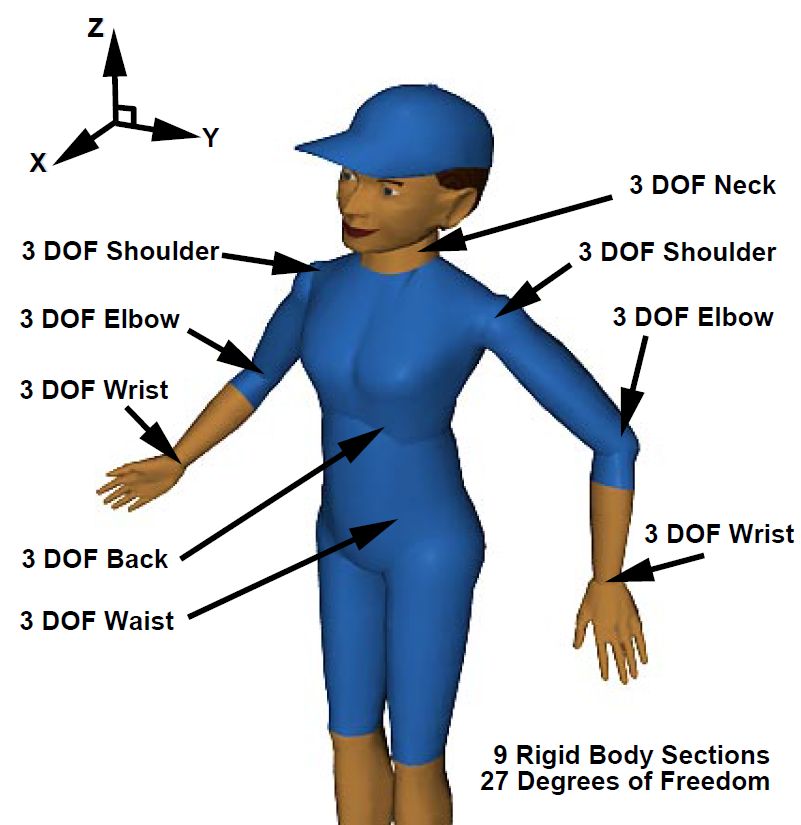 Z
Y
X
3 DOF Neck
3 DOF Shoulder
3 DOF Shoulder
3 DOF Elbow
3 DOF Elbow
3 DOF Wrist
3 DOF Wrist
3 DOF Back
3 DOF Waist
9 Rigid Body Sections
27 Degrees of Freedom